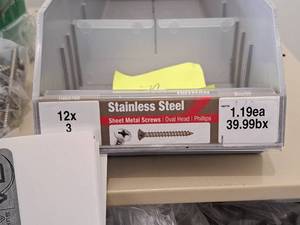 Stainless Steel
12x
3
Sheet Metal Screws | Oval Head | Phillips
1.19ea
39.99bx